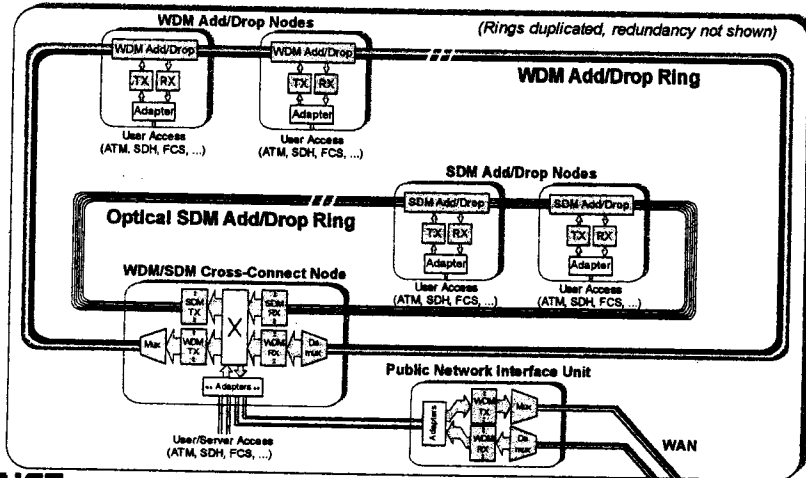 WDM Add/Drop Nodes
(Rings duplicated, redundancy not shown)
WDM Add/Drop
WDM Add/Drop
WDM Add/Drop Ring
TX
RX
TX
RX
Adapter
Adapter
User Access
(ATM, SDH, FCS, ...)
User Access
(ATM, SDH, FCS, ...)
SDM Add/Drop Nodes
SDM Add/Drop
SDM Add/Drop
Optical SDM Add/Drop Ring
TX
RX
TX
RX
Adapter
Adapter
User Access
(ATM, SDH, FCS, ...)
User Access
(ATM, SDH, FCS, ...)
WDM/SDM Cross-Connect Node
SDM
TX
X
SDM
RX
Mux
WDM
TX
WDM
RX
De
mux
•• Adapters ••
User/Server Access
(ATM, SDH, FCS, ...)
Public Network Interface Unit
Adapters
WDM
TX
Mux
WDM
RX
De
mux
WAN